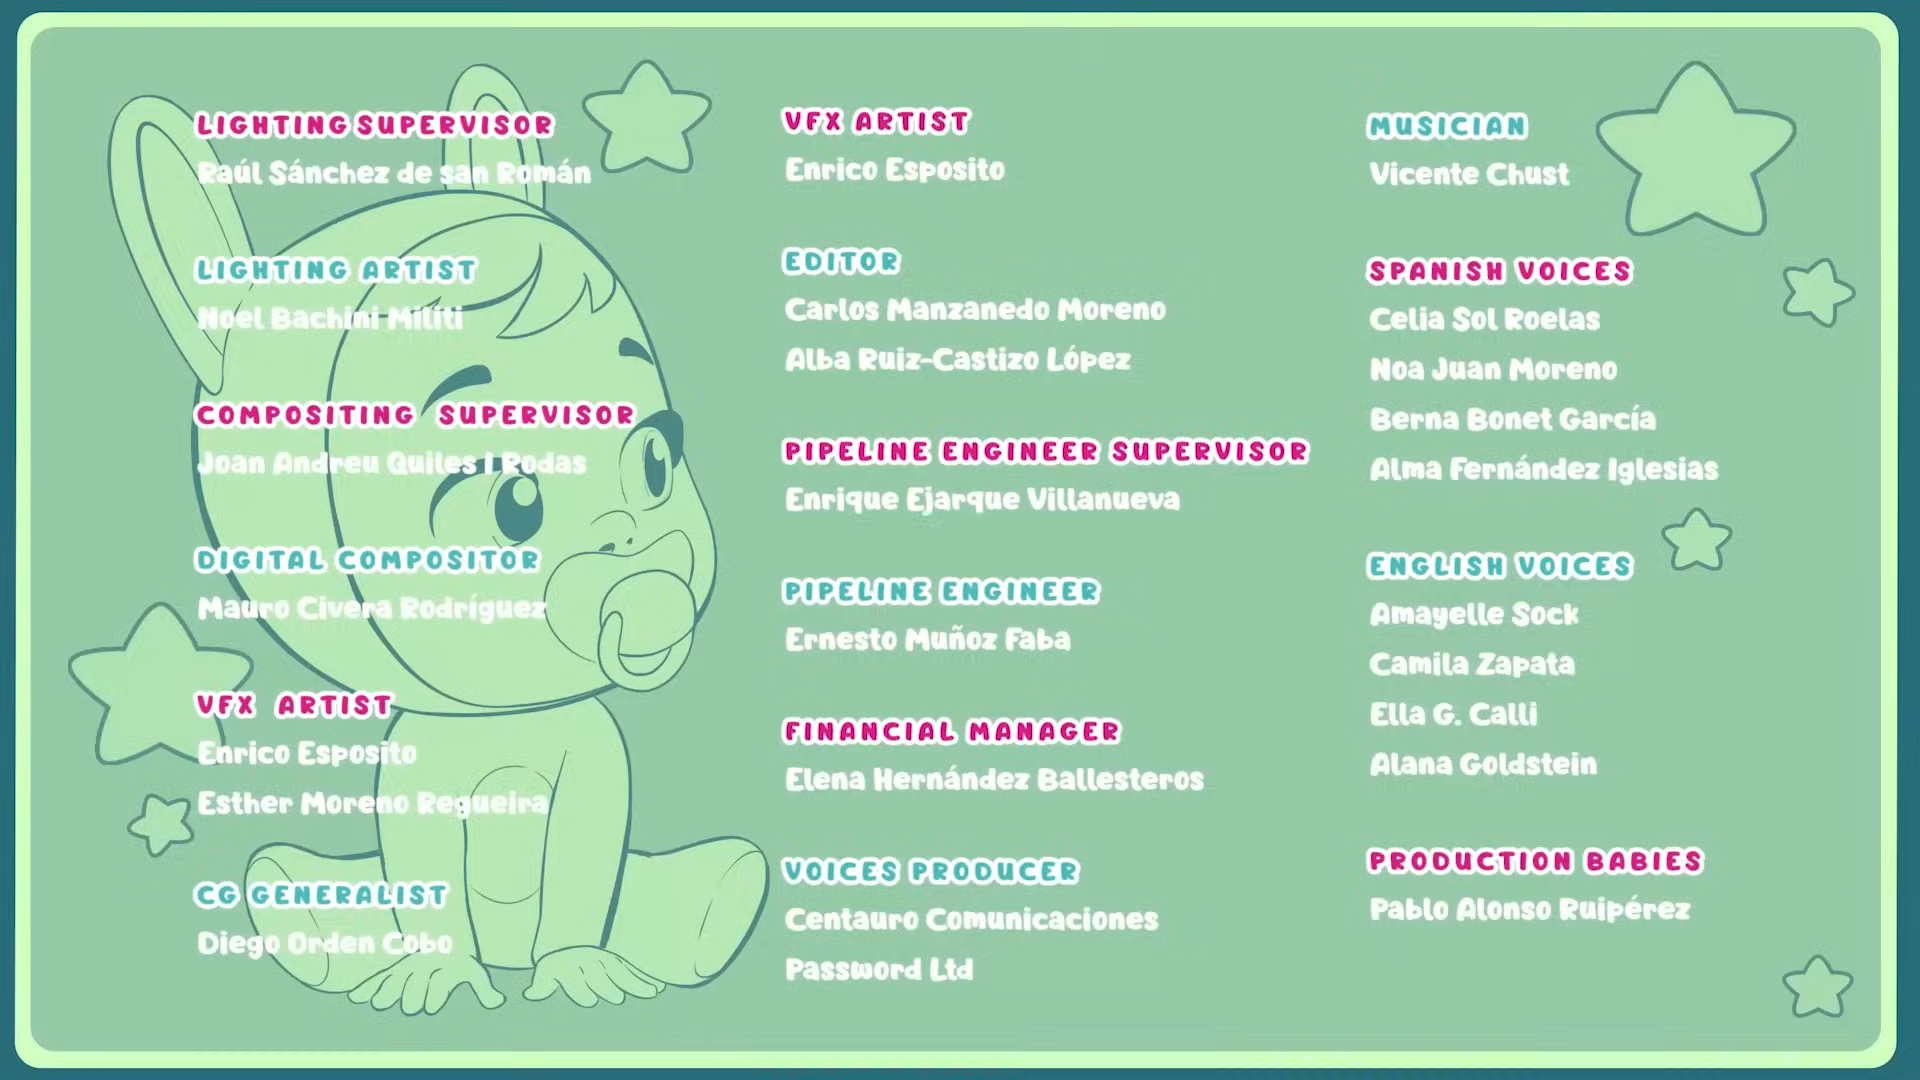 LIGHTING SUPERVISOR
Raúl Sánchez de san Román
LIGHTING ARTIST
Noel Bachini Militi
COMPOSITING SUPERVISOR
Joan Andreu Quiles I Rodas
DIGITAL COMPOSITOR
Mauro Civera Rodríguez
VFX ARTIST
Enrico Esposito
Esther Moreno Regueira
CG GENERALIST
Diego Orden Cobo
VFX ARTIST
Enrico Esposito
EDITOR
Carlos Manzanedo Moreno
Alba Ruiz-Castizo López
PIPELINE ENGINEER SUPERVISOR
Enrique Ejarque Villanueva
PIPELINE ENGINEER
Ernesto Muñoz Faba
FINANCIAL MANAGER
Elena Hernández Ballesteros
VOICES PRODUCER
Centauro Comunicaciones
Password Ltd
MUSICIAN
Vicente Chust
SPANISH VOICES
Celia Sol Roelas
Noa Juan Moreno
Berna Bonet García
Alma Fernández Iglesias
ENGLISH VOICES
Amayelle Sock
Camila Zapata
Ella G. Calli
Alana Goldstein
PRODUCTION BABIES
Pablo Alonso Ruipérez